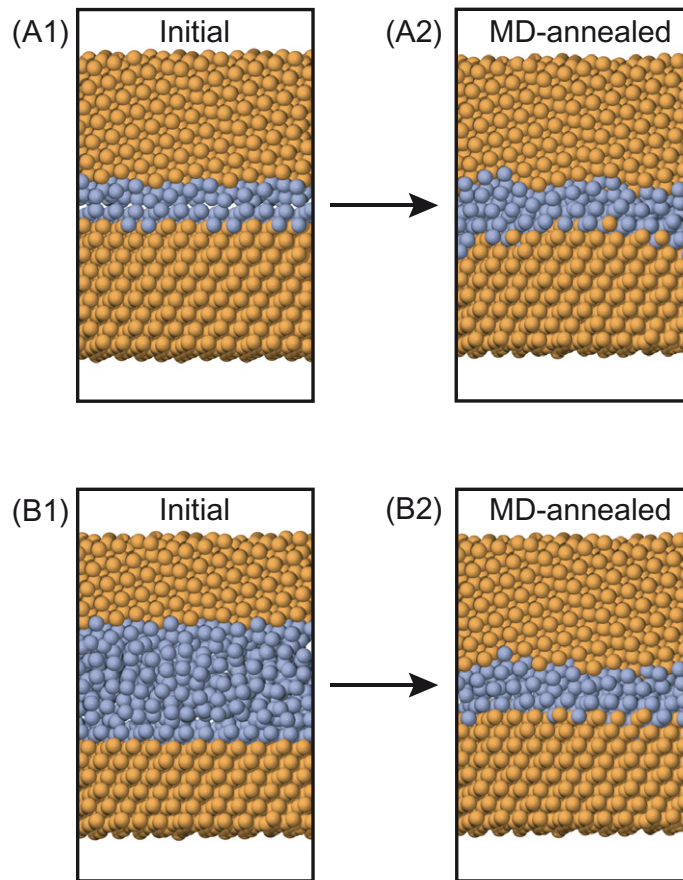 (A1) Initial
(A2) MD-annealed
(B1) Initial
(B2) MD-annealed